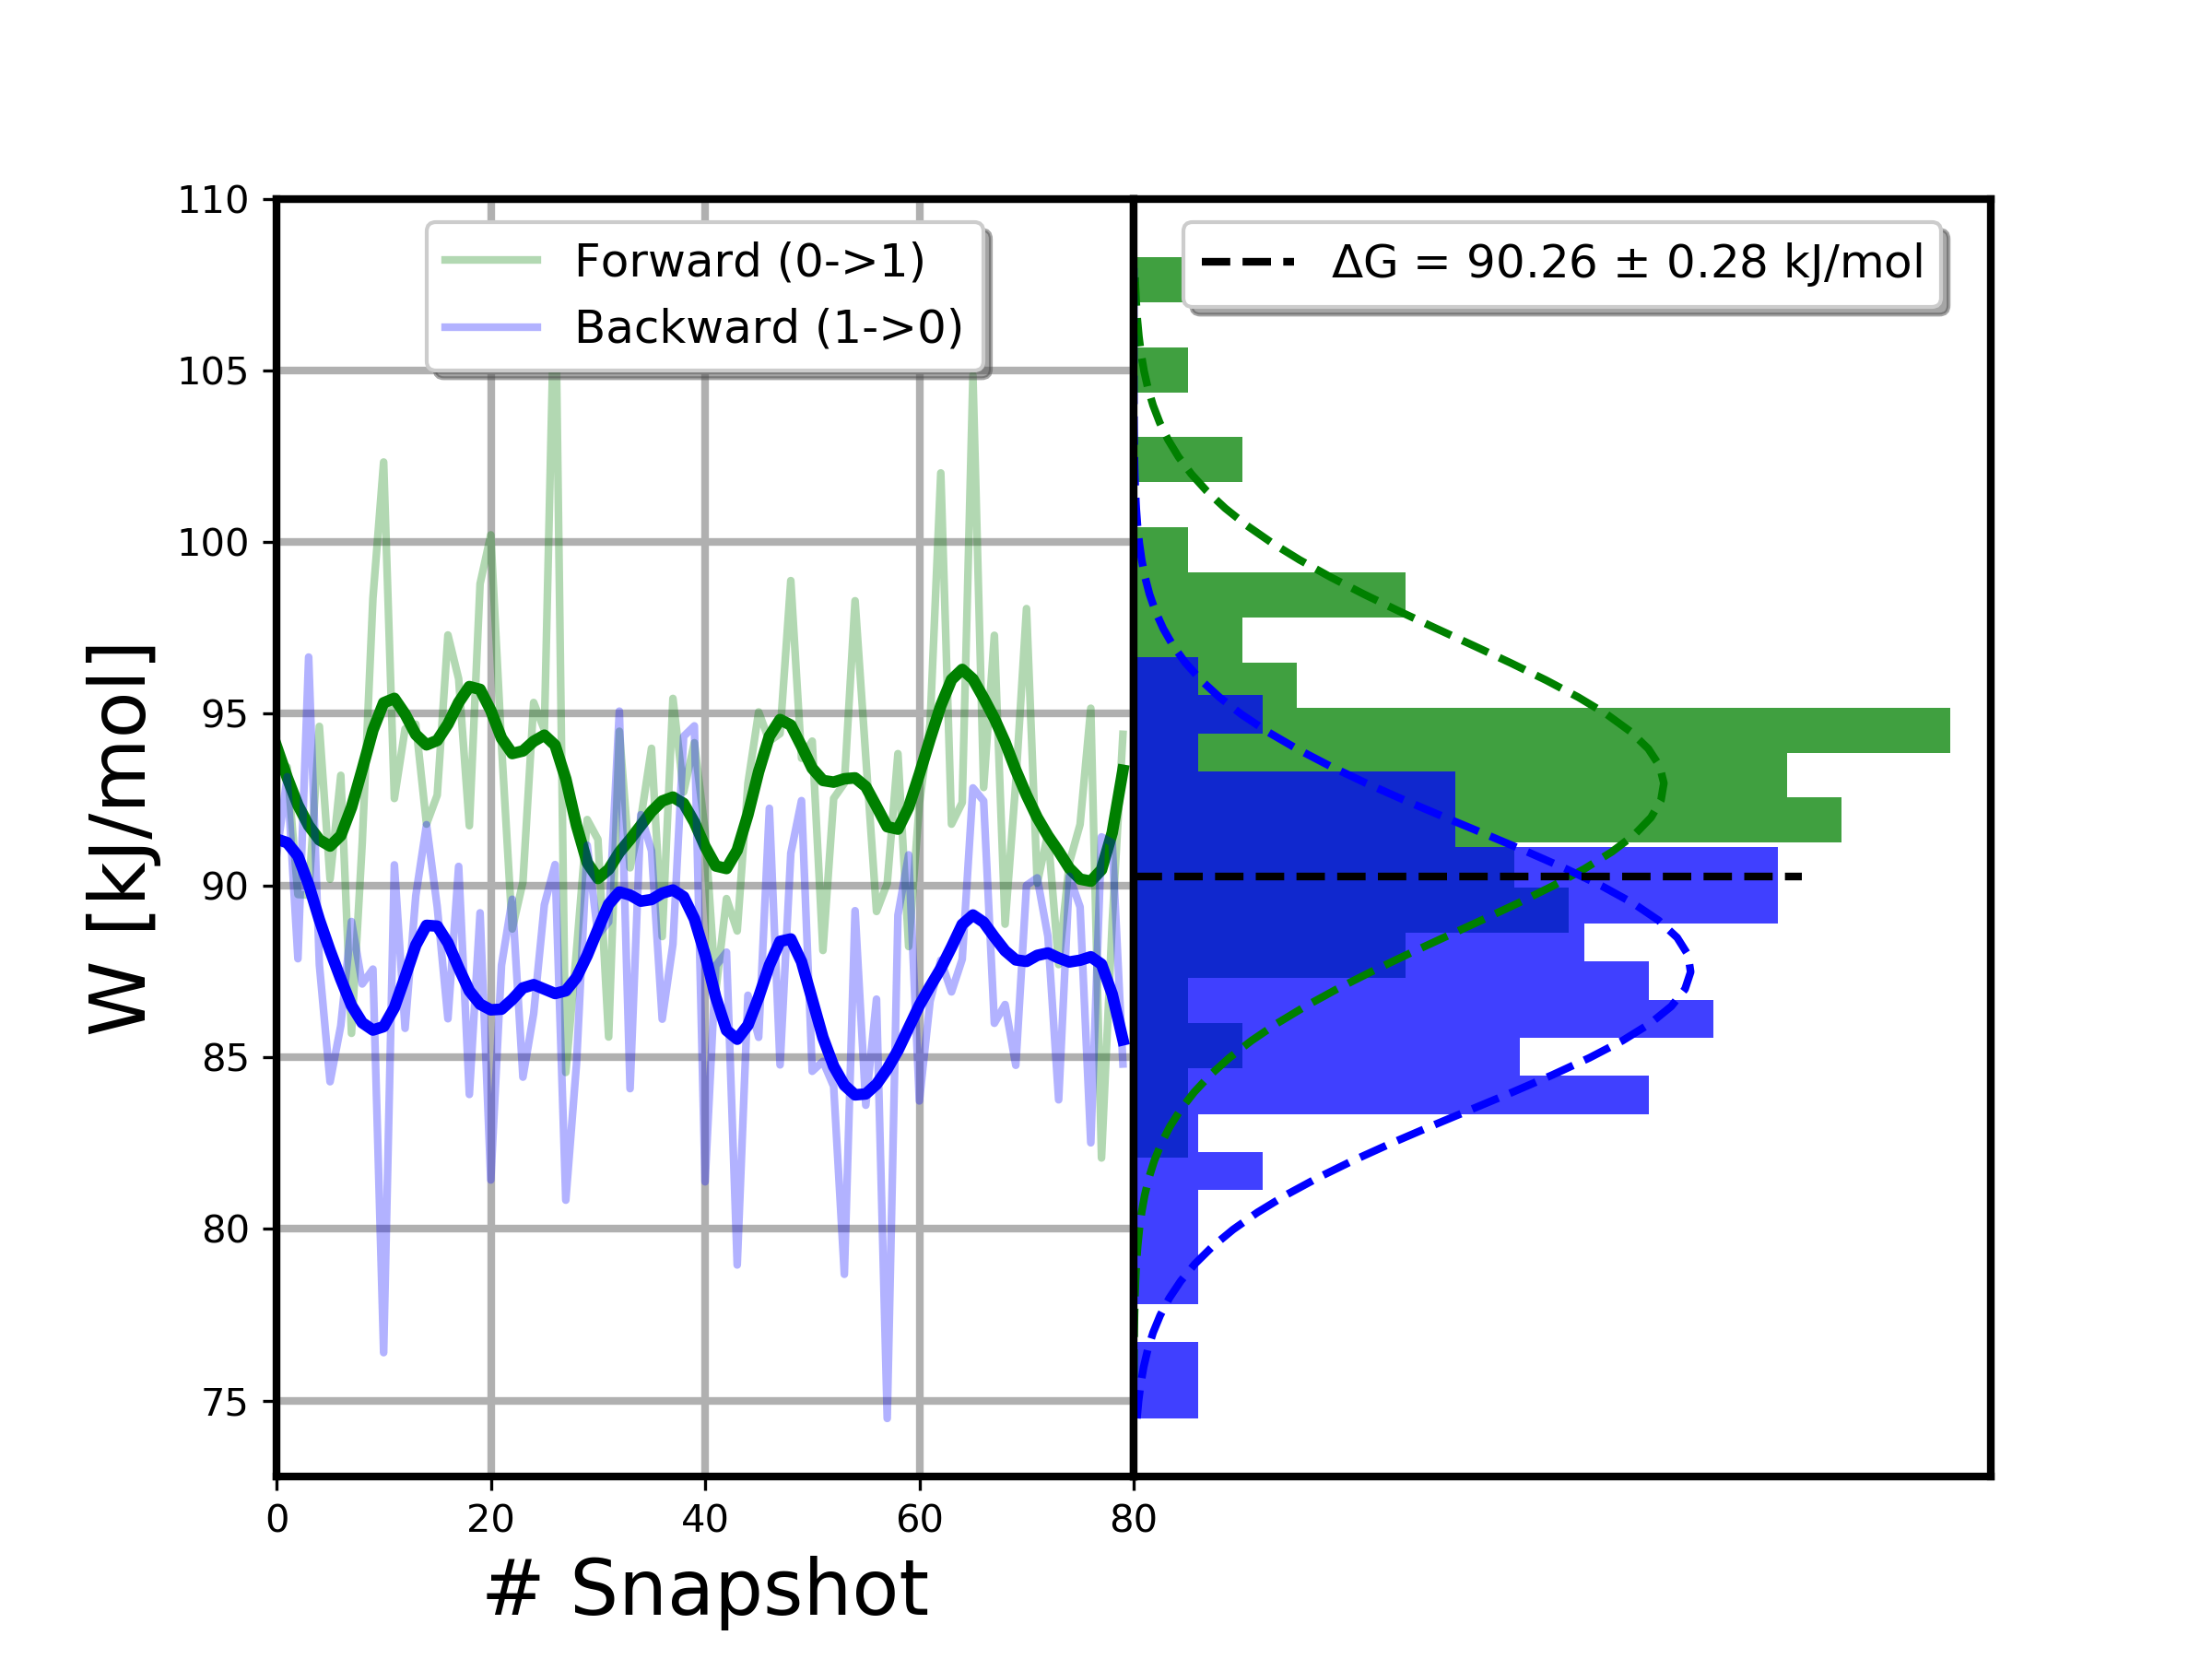 110
105
100
95
90
85
80
75
W [kJ/mol]
Forward (0->1)
Backward (1->0)
ΔG = 90.26 ± 0.28 kJ/mol
0 20 40 60 80
# Snapshot